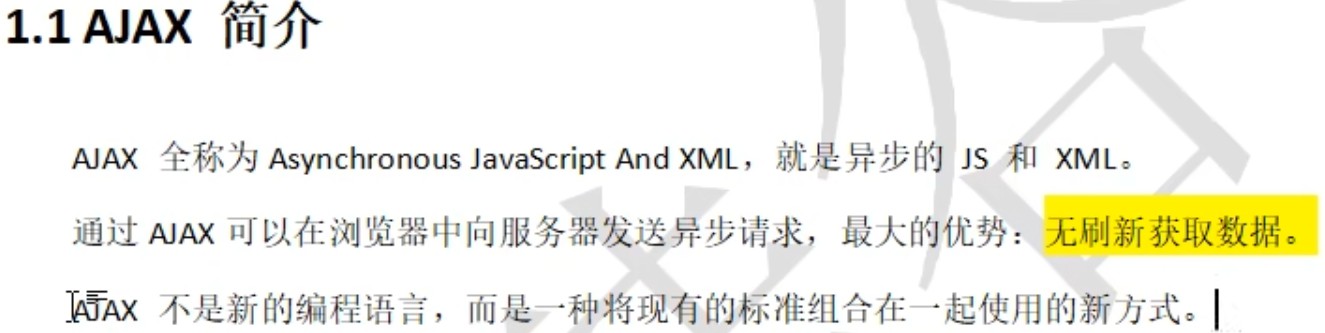 1.1 AJAX 简介
AJAX 全称为 Asynchronous JavaScript And XML，就是异步的 JS 和 XML。
通过 AJAX 可以在浏览器中向服务器发送异步请求，最大的优势：无刷新获取数据。
AJAX 不是新的编程语言，而是一种将现有的标准组合在一起使用的新方式。